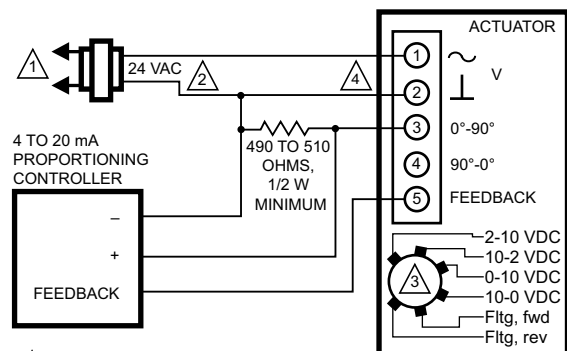 ACTUATOR
1
24 VAC
2
4
1
V
2
4 TO 20 mA
PROPORTIONING
CONTROLLER
490 TO 510
OHMS,
1/2 W
MINIMUM
3
0°-90°
4
90°-0°
5
FEEDBACK
–
+
FEEDBACK
3
2-10 VDC
10-2 VDC
0-10 VDC
10-0 VDC
Fltg, fwd
Fltg, rev